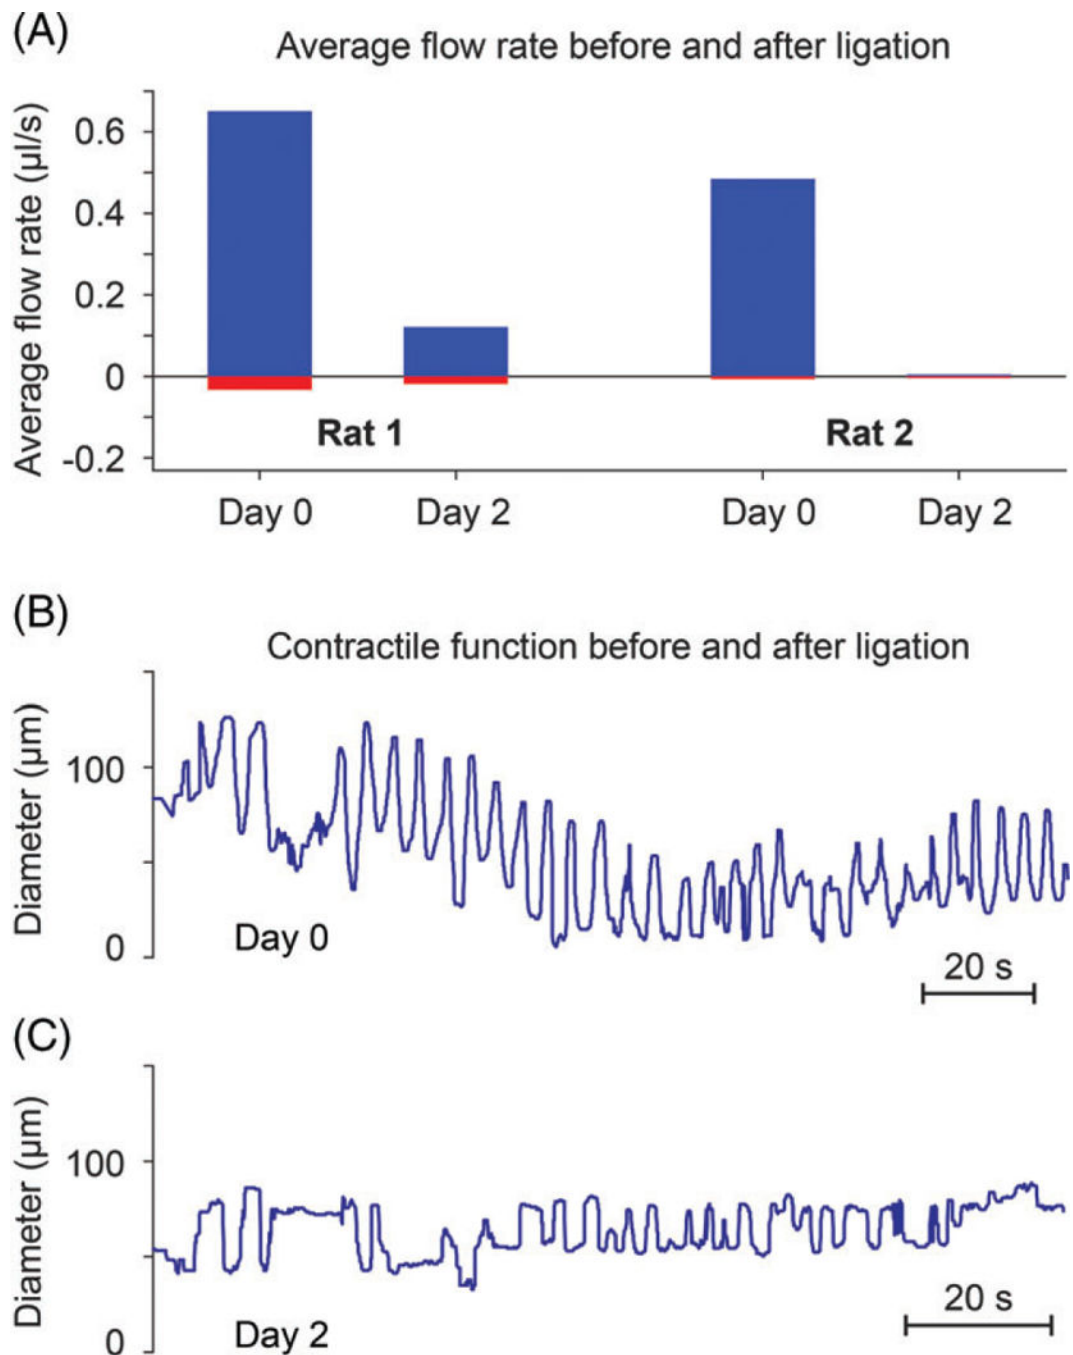 (A)
Average flow rate before and after ligation
Average flow rate (µl/s)
0.6
0.4
0.2
0
-0.2
Rat 1
Rat 2
Day 0
Day 2
Day 0
Day 2
(B)
Contractile function before and after ligation
Diameter (µm)
100
0
Day 0
20 s
(C)
Diameter (µm)
100
0
Day 2
20 s